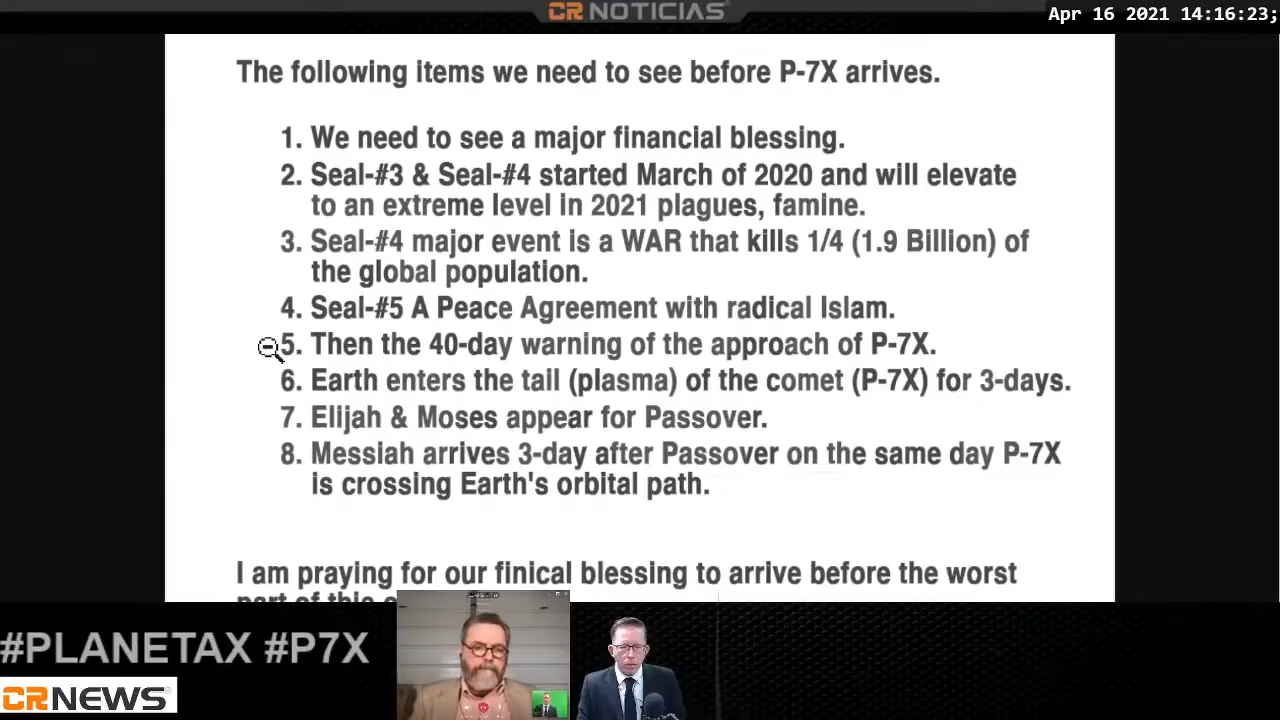 CR NOTICIAS
Apr 16 2021 14:16:23;
The following items we need to see before P-7X arrives.
1. We need to see a major financial blessing.
2. Seal-#3 & Seal-#4 started March of 2020 and will elevate
to an extreme level in 2021 plagues, famine.
3. Seal-#4 major event is a WAR that kills 1/4 (1.9 Billion) of
the global population.
4. Seal-#5 A Peace Agreement with radical Islam.
5. Then the 40-day warning of the approach of P-7X.
6. Earth enters the tail (plasma) of the comet (P-7X) for 3-days.
7. Elijah & Moses appear for Passover.
8. Messiah arrives 3-day after Passover on the same day P-7X
is crossing Earth's orbital path.
I am praying for our finical blessing to arrive before the worst
part of this
#PLANETAX #P7X
CRNEWS